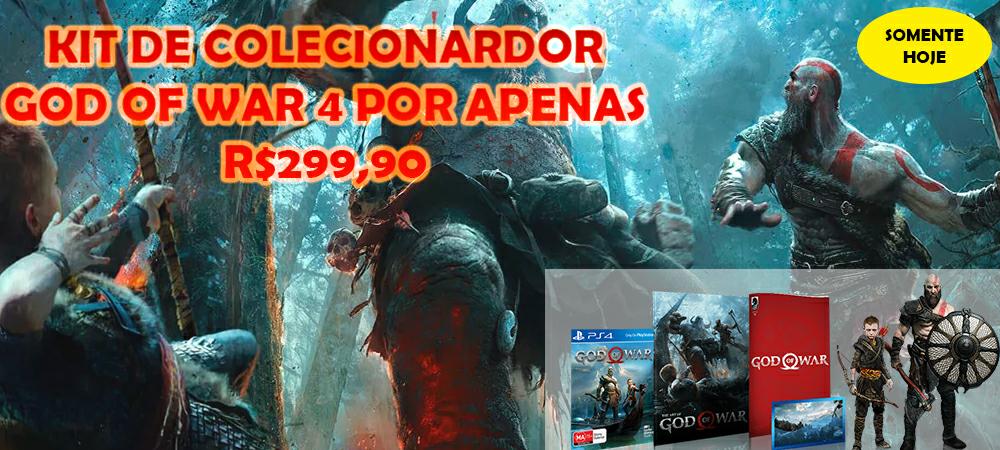 KIT DE COLECIONARDOR
GOD OF WAR 4 POR APENAS
R$299,90
SOMENTE
HOJE
PS4
GOD OF WAR
THE ART OF
GOD OF WAR
GOD OF WAR